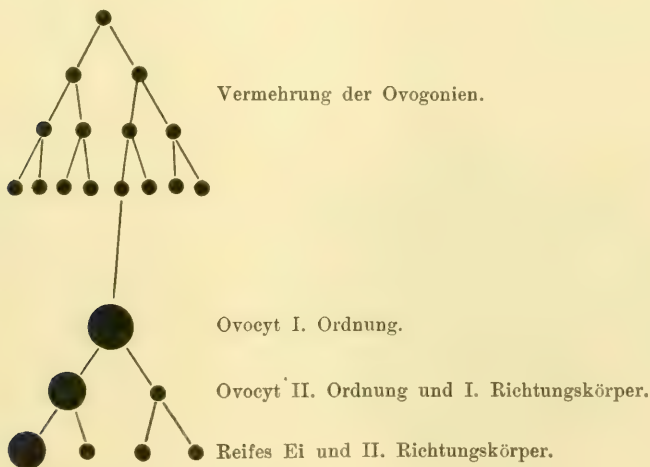 Vermehrung der Ovogonien.
Ovocyt I. Ordnung.
Ovocyt II. Ordnung und I. Richtungskörper.
Reifes Ei und II. Richtungskörper.